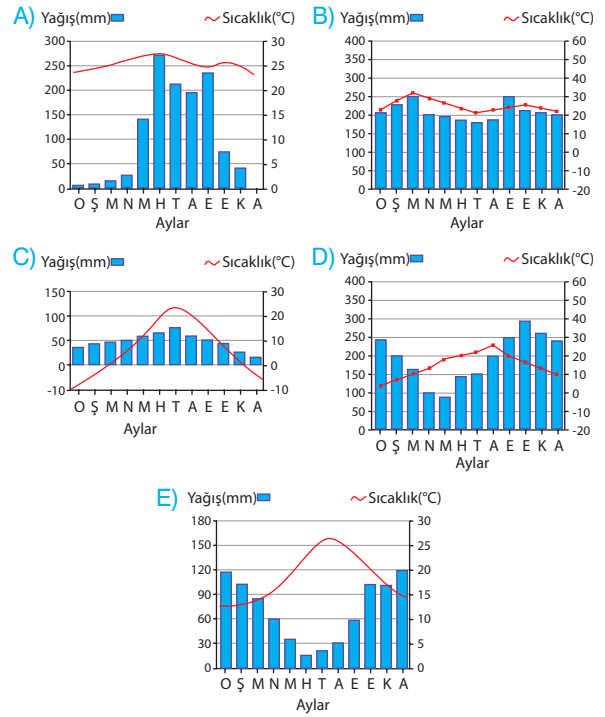 A) Yağış(mm) Sıcaklık(°C)
300 250 200 150 100 50 0
30 25 20 15 10 5 0
O Ş M N M H T A E E K A
Aylar
B) Yağış(mm) Sıcaklık(°C)
400 350 300 250 200 150 100 50 0
60 50 40 30 20 10 0 -10 -20
O Ş M N M H T A E E K A
Aylar
C) Yağış(mm) Sıcaklık(°C)
150 100 50 0 -10
30 20 10 0 -10
O Ş M N M H T A E E K A
Aylar
D) Yağış(mm) Sıcaklık(°C)
400 350 300 250 200 150 100 50 0
60 50 40 30 20 10 0 -10 -20
O Ş M N M H T A E E K A
Aylar
E) Yağış(mm) Sıcaklık(°C)
180 150 120 90 60 30 0
30 25 20 15 10 5 0
O Ş M N M H T A E E K A
Aylar